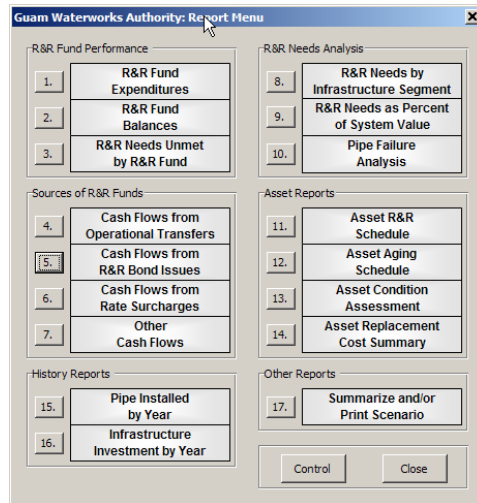 Guam Waterworks Authority: Report Menu
X
R&R Fund Performance
1.
R&R Fund
Expenditures
2.
R&R Fund
Balances
3.
R&R Needs Unmet
by R&R Fund
Sources of R&R Funds
4.
Cash Flows from
Operational Transfers
5.
Cash Flows from
R&R Bond Issues
6.
Cash Flows from
Rate Surcharges
7.
Other
Cash Flows
History Reports
15.
Pipe Installed
by Year
16.
Infrastructure
Investment by Year
R&R Needs Analysis
8.
R&R Needs by
Infrastructure Segment
9.
R&R Needs as Percent
of System Value
10.
Pipe Failure
Analysis
Asset Reports
11.
Asset R&R
Schedule
12.
Asset Aging
Schedule
13.
Asset Condition
Assessment
14.
Asset Replacement
Cost Summary
Other Reports
17.
Summarize and/or
Print Scenario
Control
Close